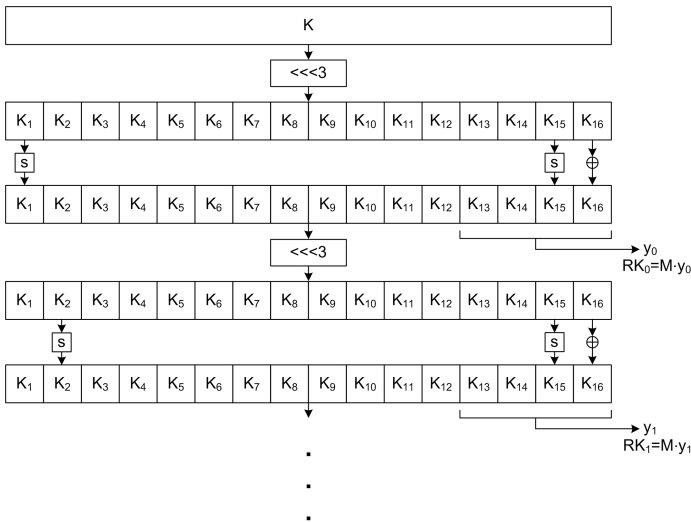 K
<<<3
K₁ K₂ K₃ K₄ K₅ K₆ K₇ K₈ K₉ K₁₀ K₁₁ K₁₂ K₁₃ K₁₄ K₁₅ K₁₆
s s
K₁ K₂ K₃ K₄ K₅ K₆ K₇ K₈ K₉ K₁₀ K₁₁ K₁₂ K₁₃ K₁₄ K₁₅ K₁₆
<<<3
y₀
RK₀=M·y₀
K₁ K₂ K₃ K₄ K₅ K₆ K₇ K₈ K₉ K₁₀ K₁₁ K₁₂ K₁₃ K₁₄ K₁₅ K₁₆
s s
K₁ K₂ K₃ K₄ K₅ K₆ K₇ K₈ K₉ K₁₀ K₁₁ K₁₂ K₁₃ K₁₄ K₁₅ K₁₆
y₁
RK₁=M·y₁